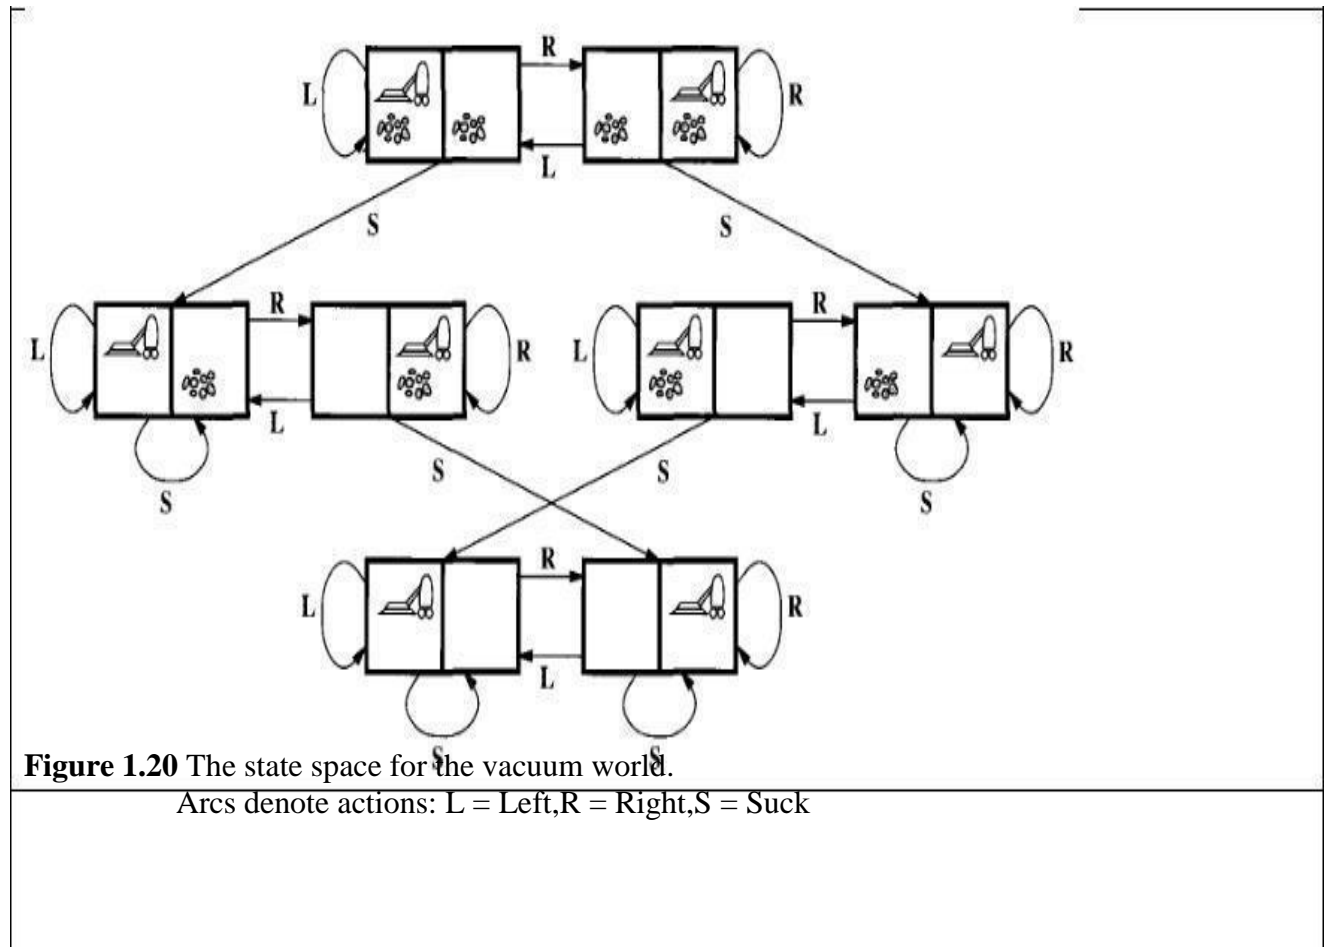 R
L R
L
S S
R R
L R L R
L L
S S
S S
R
L R
L
S S
Figure 1.20 The state space for the vacuum world.
Arcs denote actions: L = Left,R = Right,S = Suck